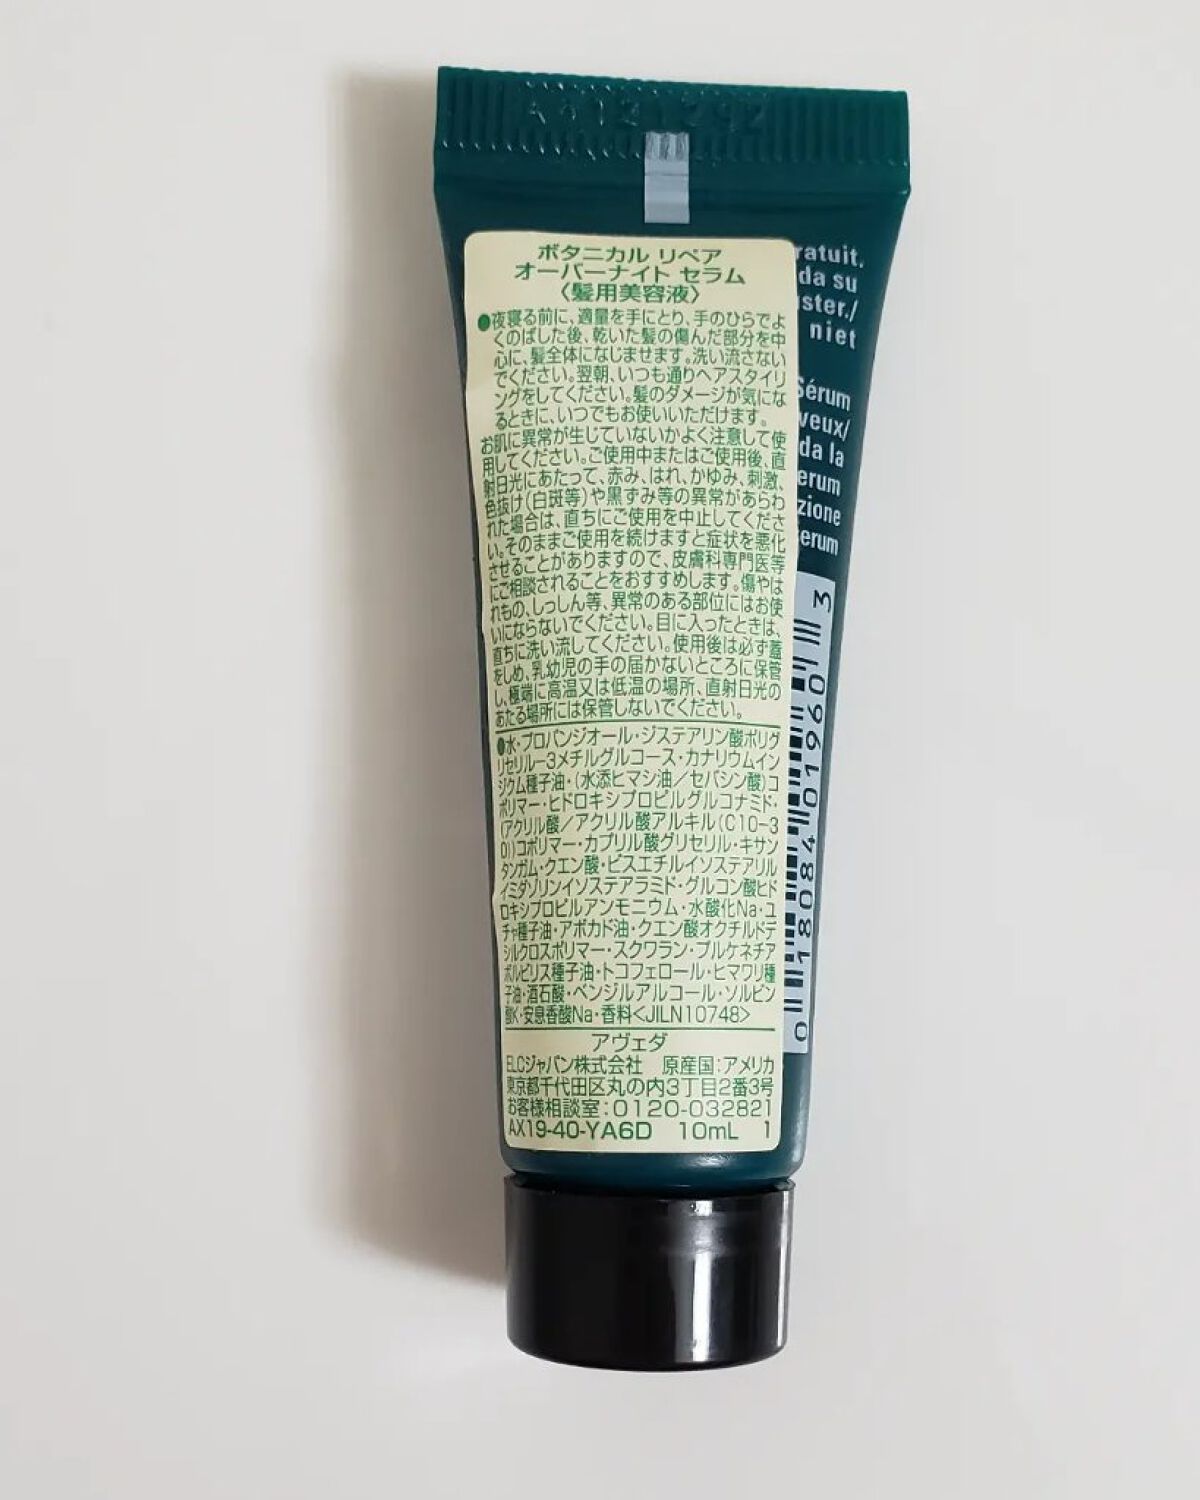 ボタニカル リペア
オーバーナイト セラム
〈髪用美容液〉
●夜寝る前に、適量を手にとり、手のひらでよ
くのばした後、乾いた髪の傷んだ部分を中
心に、髪全体になじませます。洗い流さない
でください。翌朝、いつも通りヘアスタイリ
ングをしてください。髪のダメージが気にな
るときに、いつでもお使いいただけます。
お肌に異常が生じていないかよく注意して使
用してください。ご使用中またはご使用後、直
射日光にあたって、赤み、はれ、かゆみ、刺激、
色抜け(白斑等)や黒ずみ等の異常があらわ
れた場合は、直ちにご使用を中止してくださ
い。そのままご使用を続けますと症状を悪化
させることがありますので、皮膚科専門医等
にご相談されることをおすすめします。傷やは
れもの、しっしん等、異常のある部位にはお使
いにならないでください。目に入ったときは、
直ちに洗い流してください。使用後は必ず蓋
をしめ、乳幼児の手の届かないところに保管
し、極端に高温又は低温の場所、直射日光の
あたる場所には保管しないでください。
●水・プロパンジオール・ジステアリン酸ポリグ
リセリル-3メチルグルコース・カナリウムイン
ジクム種子油・(水添ヒマシ油/セバシン酸)コ
ポリマー・ヒドロキシプロピルグルコナミド・
(アクリル酸/アクリル酸アルキル(C10-3
0))コポリマー・カプリル酸グリセリル・キサン
タンガム・クエン酸・ビスエチルイソステアリル
イミダゾリンイソステアラミド・グルコン酸ヒド
ロキシプロピルアンモニウム・水酸化Na・ユ
チャ種子油・アボカド油・クエン酸オクチルドデ
シルクロスポリマー・スクワラン・プルケネチア
ボルビリス種子油・トコフェロール・ヒマワリ種
子油・酒石酸・ベンジルアルコール・ソルビン
酸K・安息香酸Na・香料<JILN10748>
アヴェダ
ELCジャパン株式会社 原産国:アメリカ
東京都千代田区丸の内3丁目2番3号
お客様相談室:0120-032821
AX19-40-YA6D 10mL 1
ratuit.
da su
uster./
niet
Sérum
veux/
da la
erum
zione
serum
0 18084 01960 3